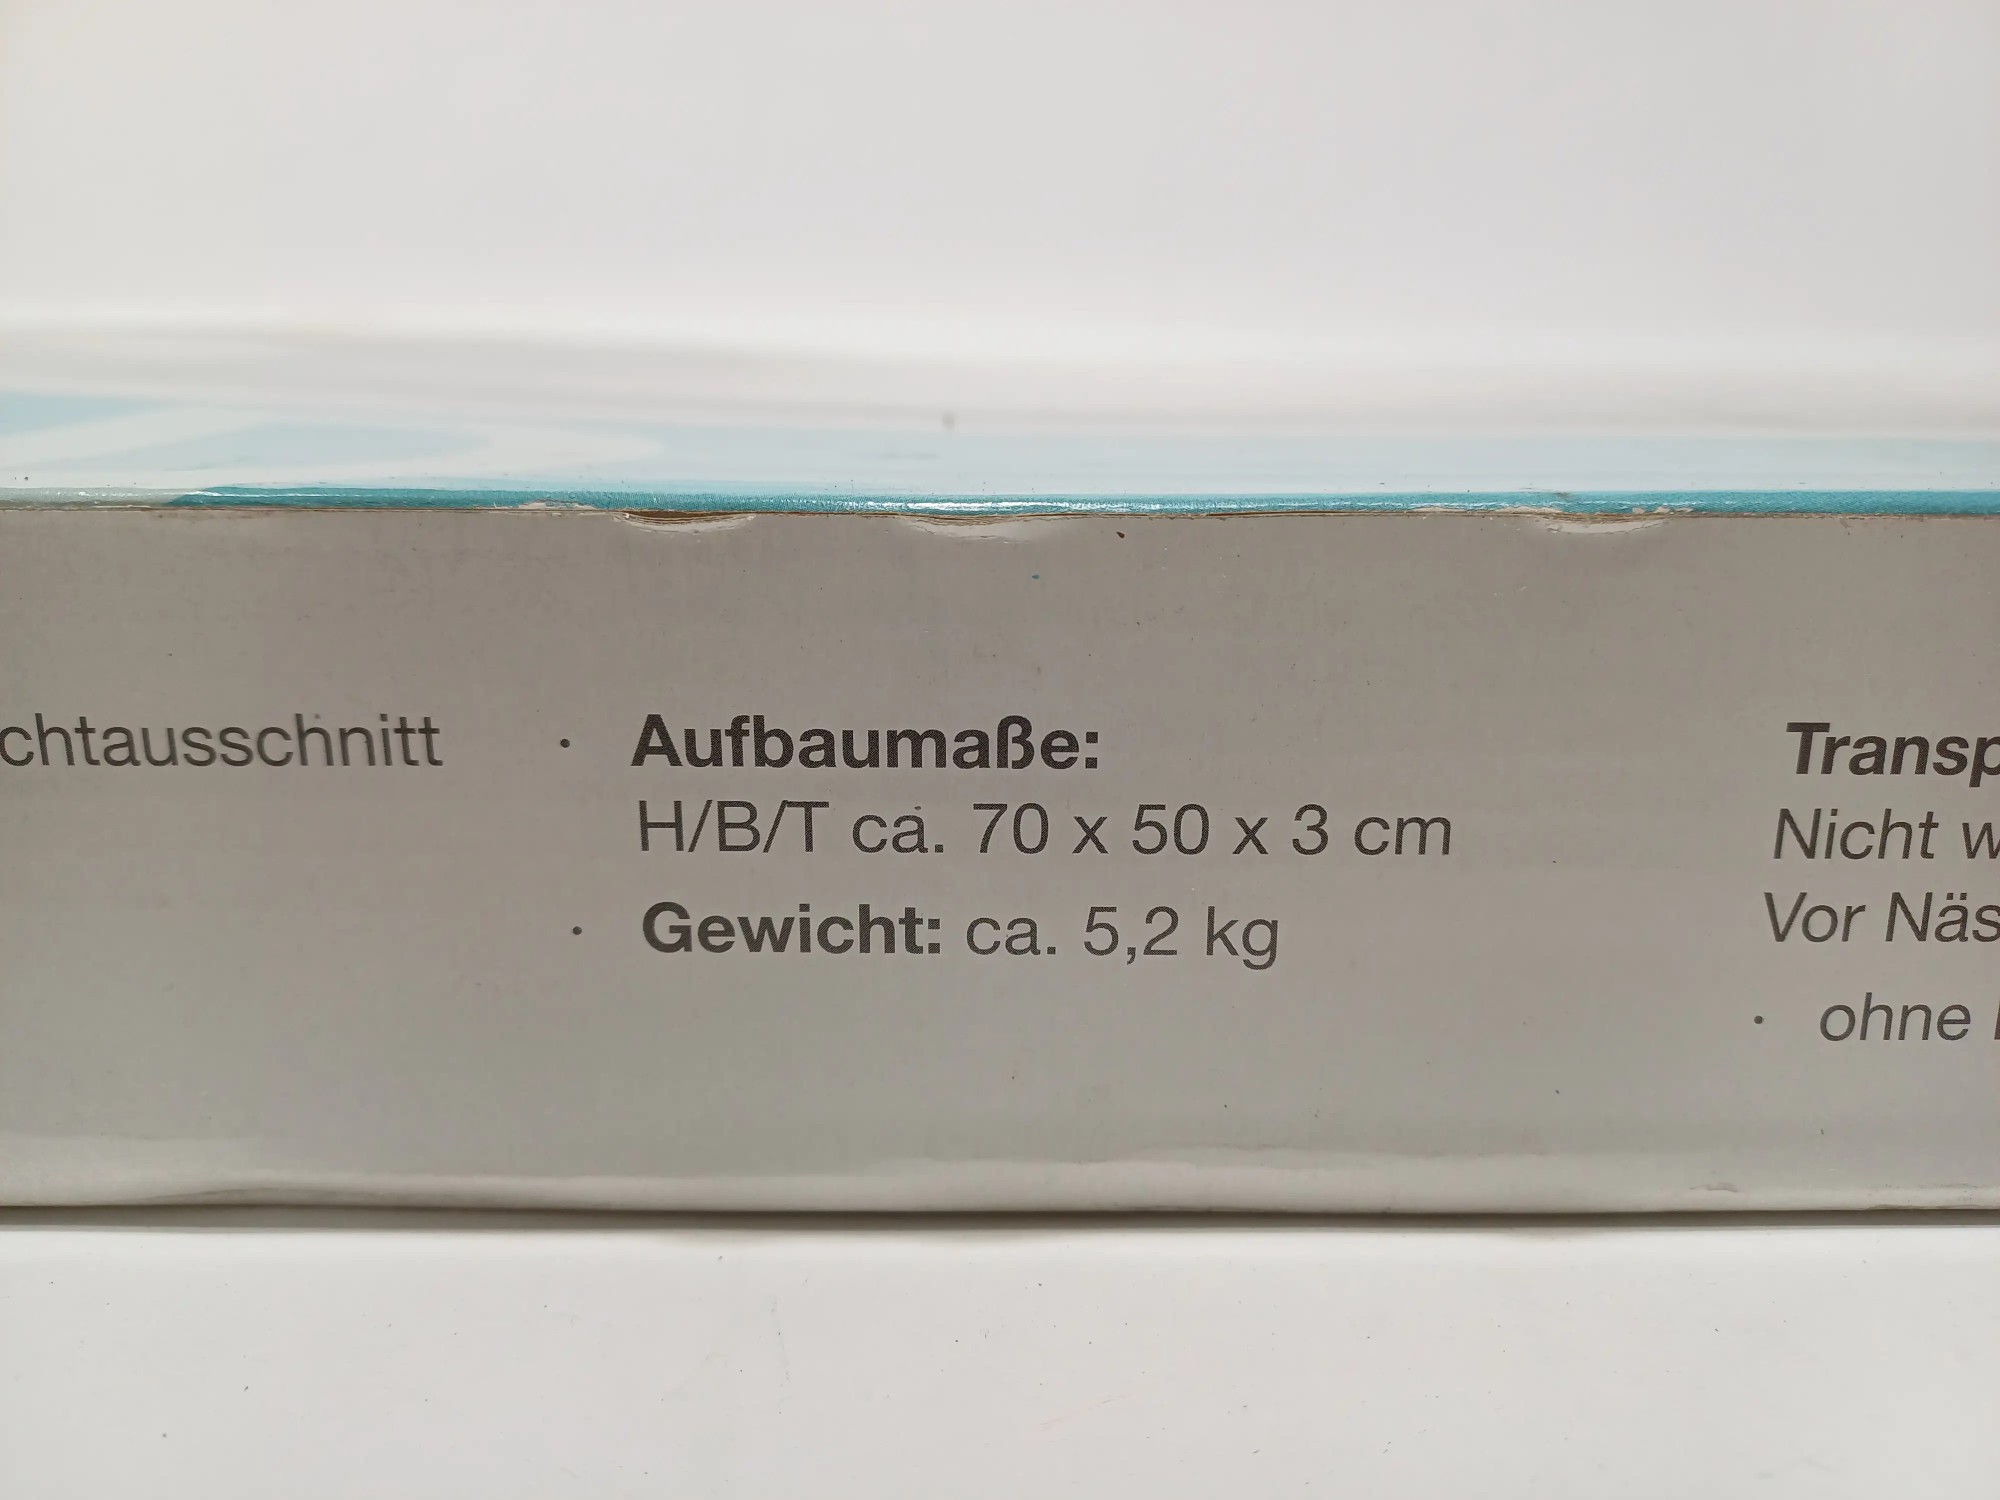 chtausschnitt
· Aufbaumaße:
H/B/T ca. 70 x 50 x 3 cm
· Gewicht: ca. 5,2 kg
Transp
Nicht w
Vor Näs
· ohne